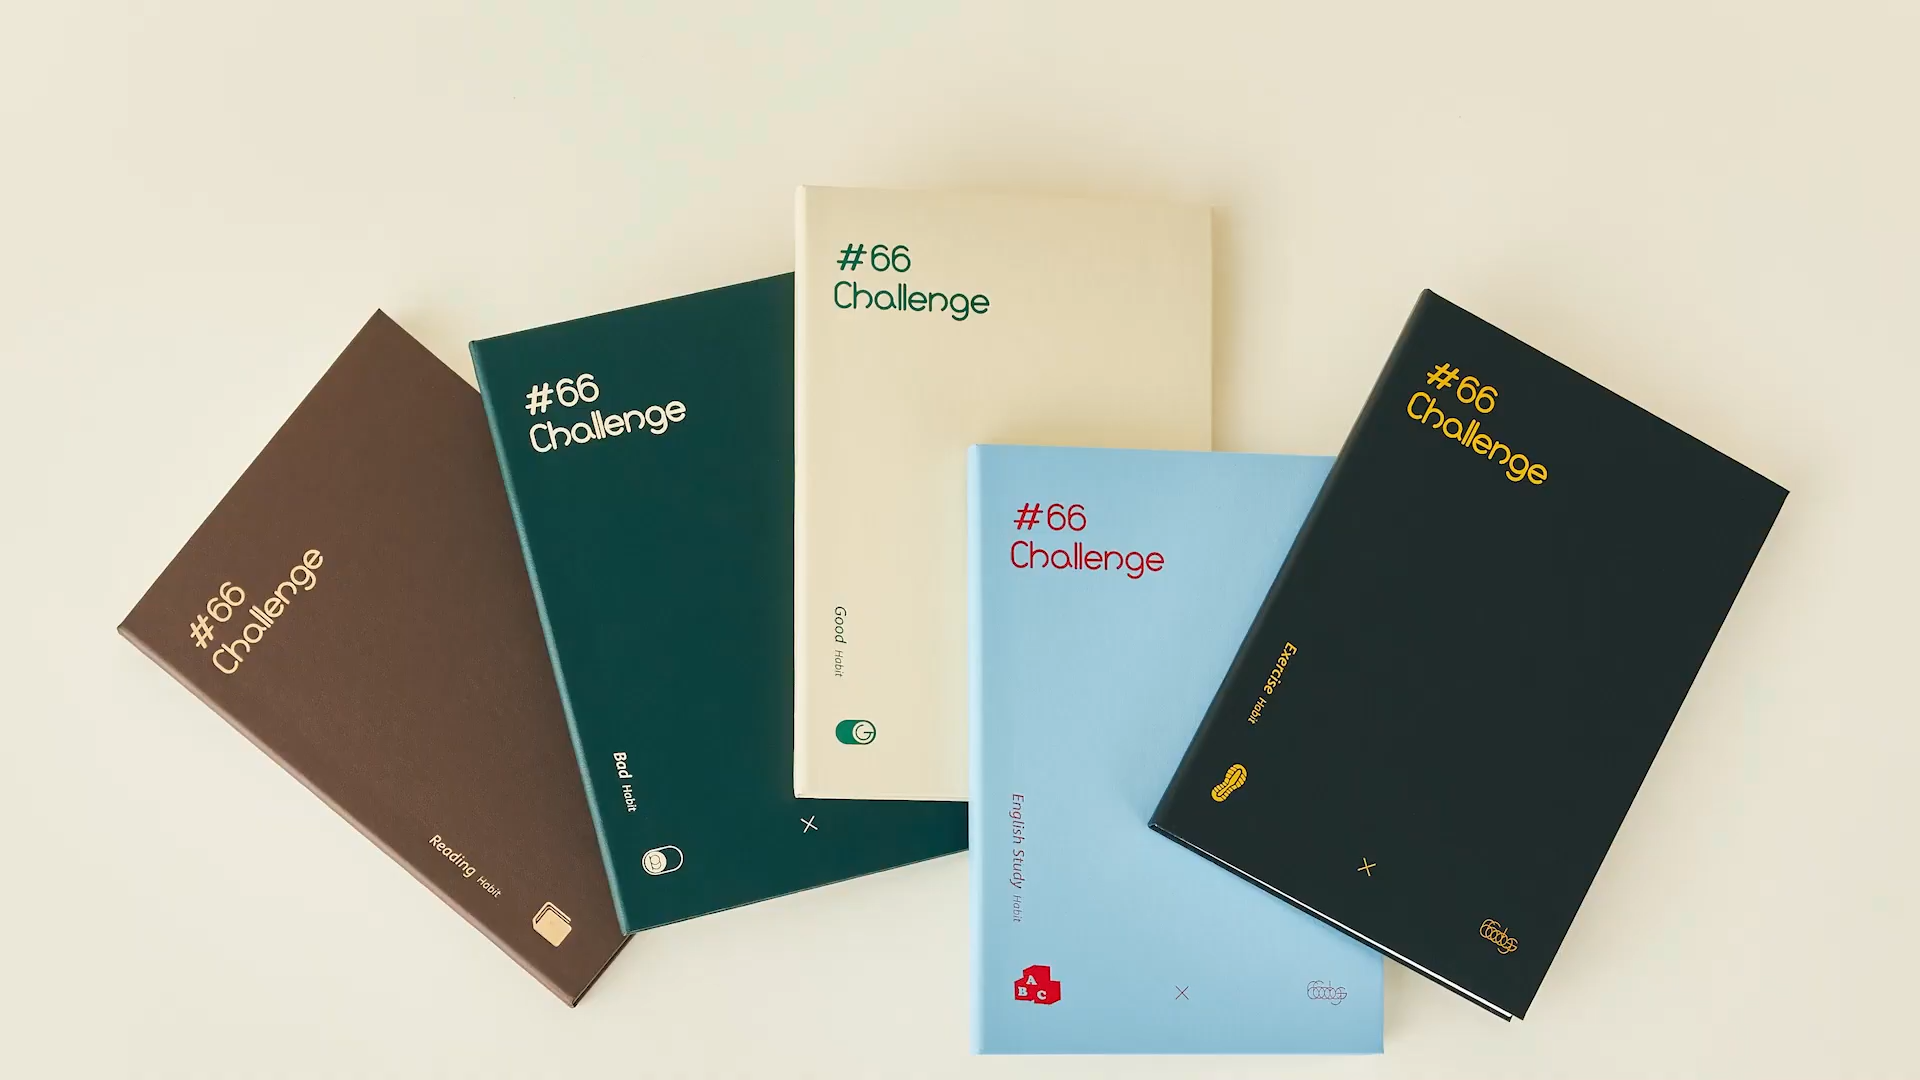 #66
Challenge
Reading Habit
#66
Challenge
Bad Habit
#66
Challenge
Good Habit
#66
Challenge
English Study Habit
A
B C
#66
Challenge
Exercise Habit